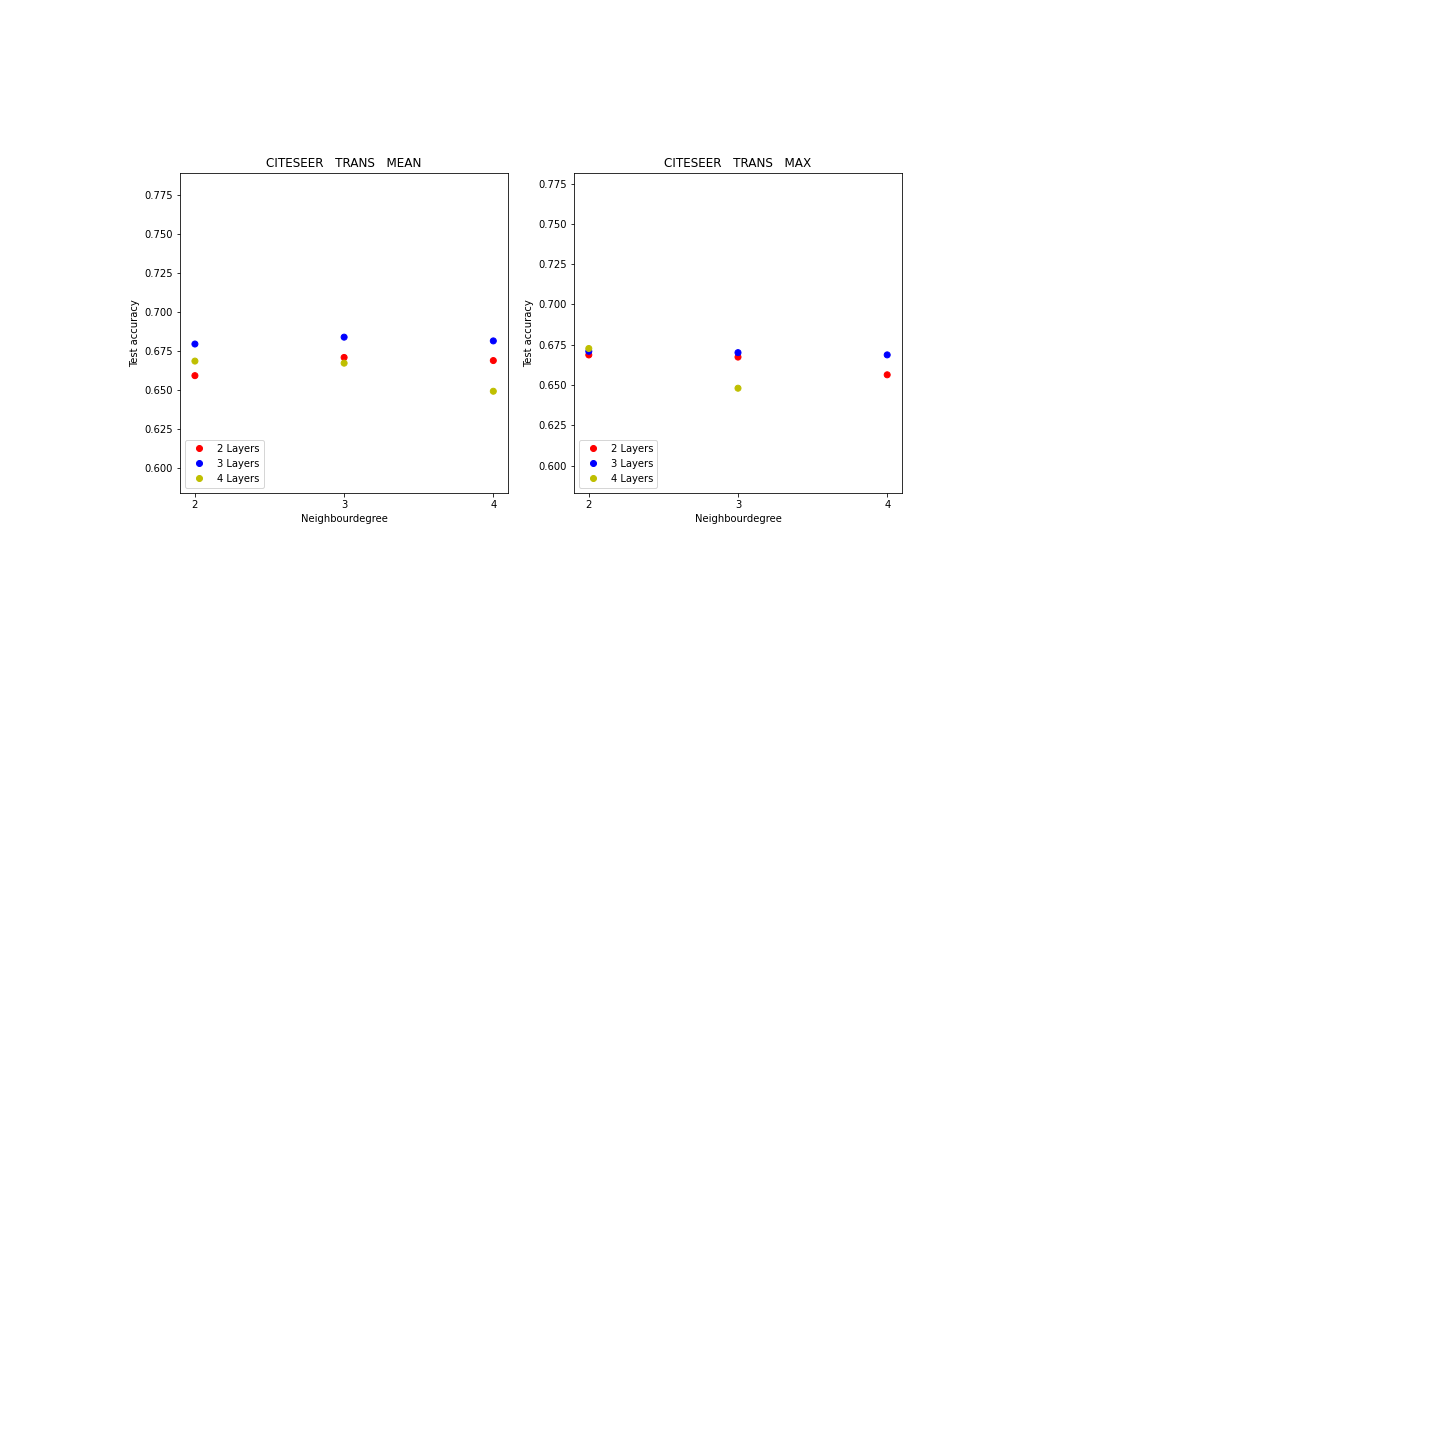 CITESEER TRANS MEAN
0.775
0.750
0.725
0.700
0.675
0.650
0.625
0.600
Test accuracy
2 Layers
3 Layers
4 Layers
2 3 4
Neighbourdegree
CITESEER TRANS MAX
0.775
0.750
0.725
0.700
0.675
0.650
0.625
0.600
Test accuracy
2 Layers
3 Layers
4 Layers
2 3 4
Neighbourdegree